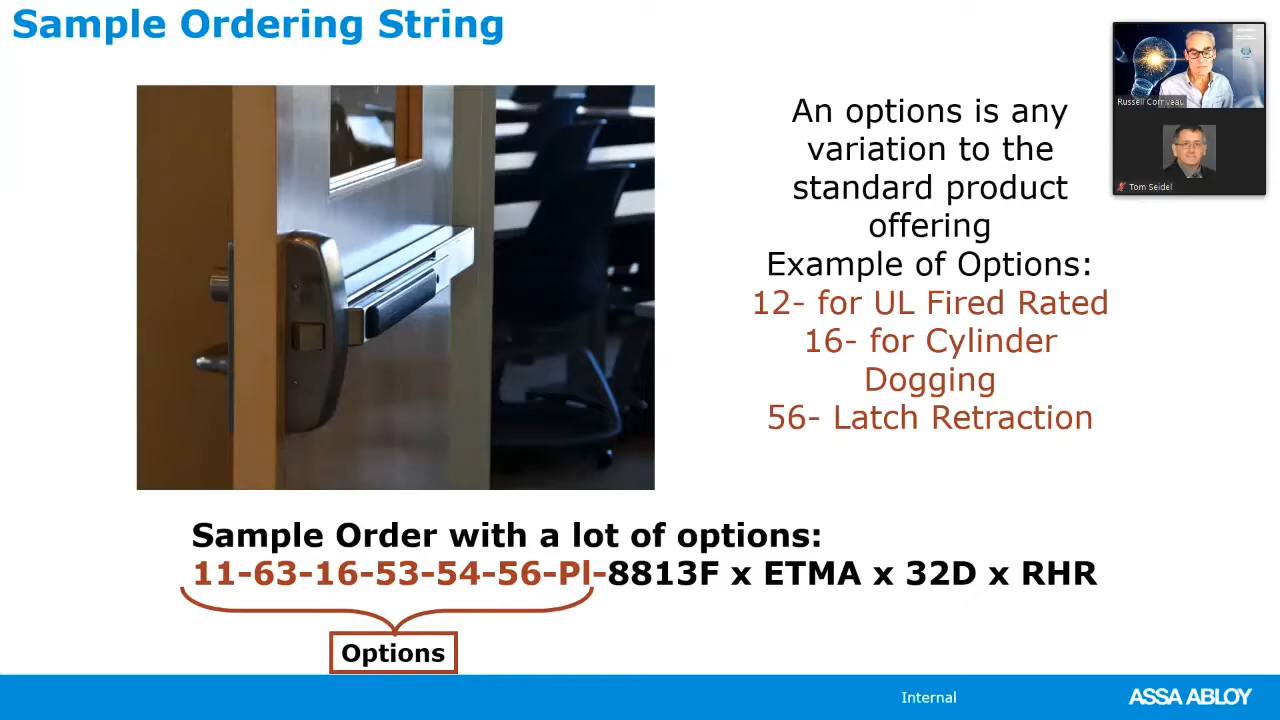 Sample Ordering String
An options is any
variation to the
standard product
offering
Example of Options:
12- for UL Fired Rated
16- for Cylinder
Dogging
56- Latch Retraction
Russell Corriveau
Tom Seidel
Sample Order with a lot of options:
11-63-16-53-54-56-Pl-8813F x ETMA x 32D x RHR
Options
Internal
ASSA ABLOY